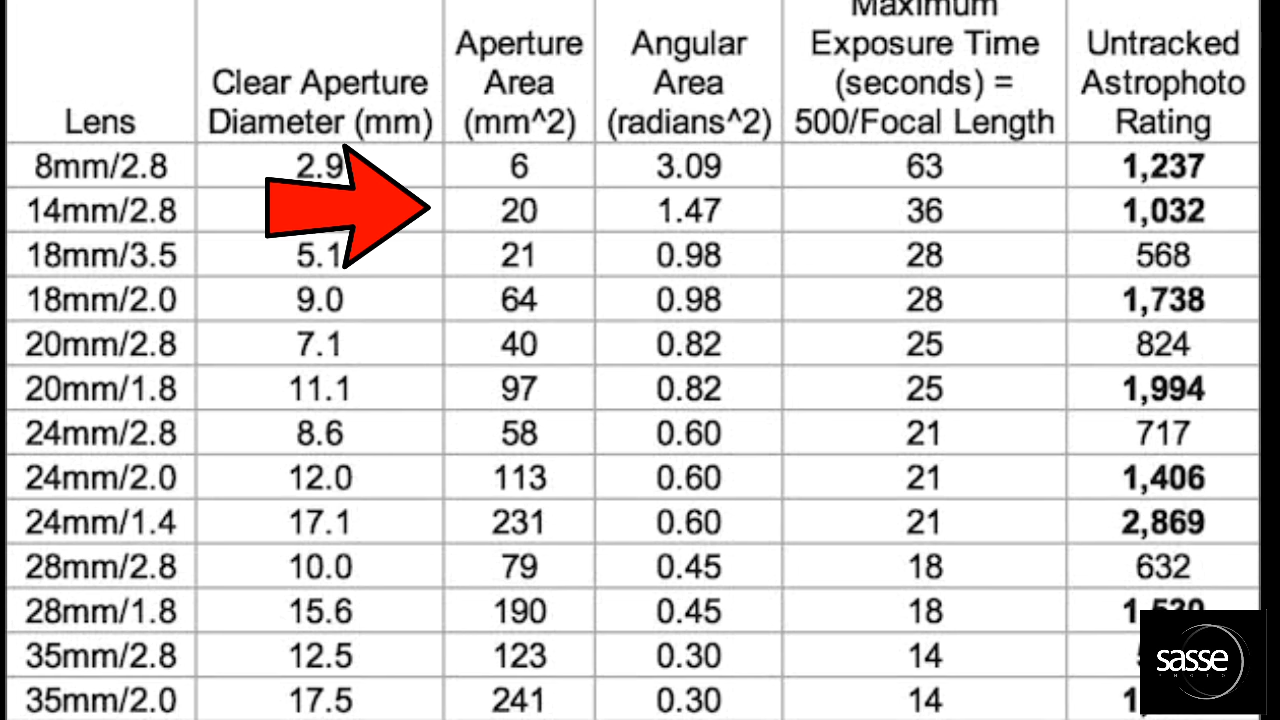 Lens Clear Aperture Diameter (mm) Aperture Area (mm^2) Angular Area (radians^2) Maximum Exposure Time (seconds) = 500/Focal Length Untracked Astrophoto Rating
8mm/2.8 2.9 6 3.09 63 1,237
14mm/2.8 20 1.47 36 1,032
18mm/3.5 5.1 21 0.98 28 568
18mm/2.0 9.0 64 0.98 28 1,738
20mm/2.8 7.1 40 0.82 25 824
20mm/1.8 11.1 97 0.82 25 1,994
24mm/2.8 8.6 58 0.60 21 717
24mm/2.0 12.0 113 0.60 21 1,406
24mm/1.4 17.1 231 0.60 21 2,869
28mm/2.8 10.0 79 0.45 18 632
28mm/1.8 15.6 190 0.45 18
35mm/2.8 12.5 123 0.30 14
35mm/2.0 17.5 241 0.30 14
sasse
PHOTO